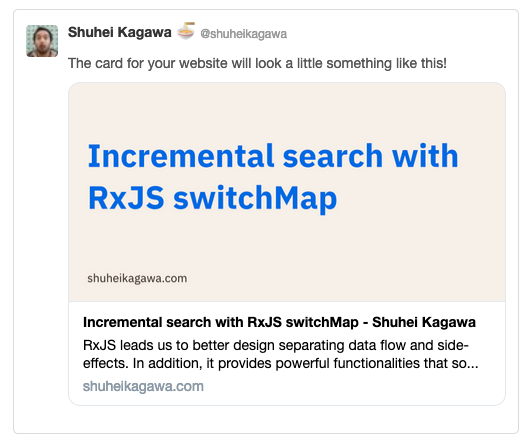 Shuhei Kagawa 🍜 @shuheikagawa
The card for your website will look a little something like this!
Incremental search with
RxJS switchMap
shuheikagawa.com
Incremental search with RxJS switchMap - Shuhei Kagawa
RxJS leads us to better design separating data flow and side-
effects. In addition, it provides powerful functionalities that so...
shuheikagawa.com